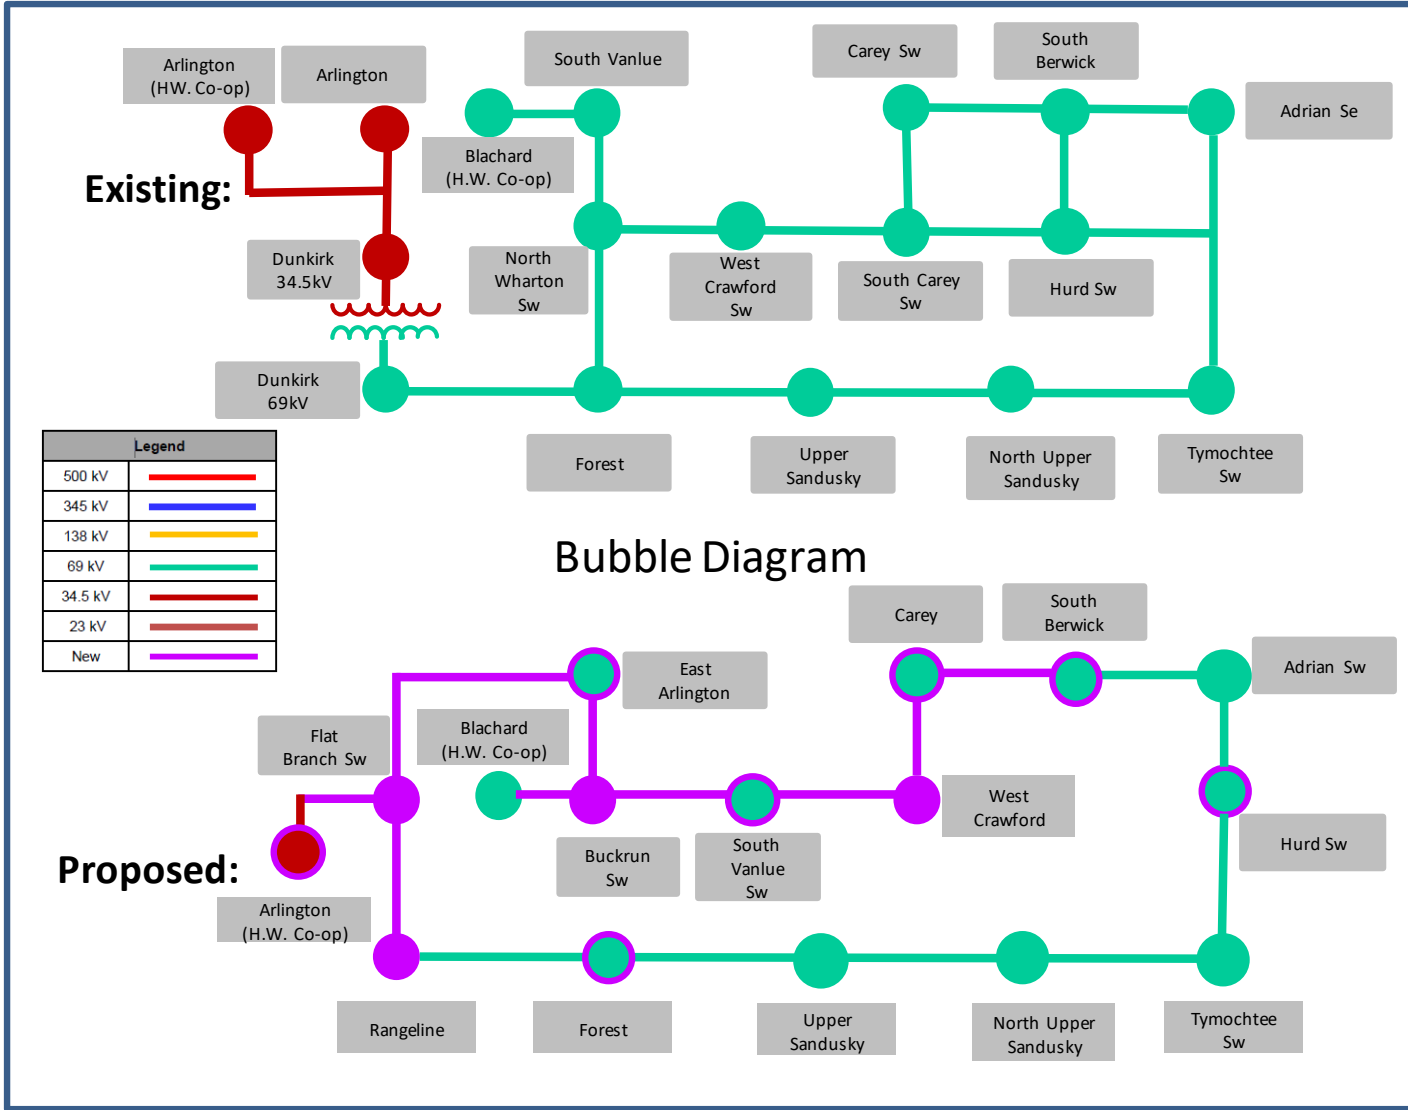 Arlington
(HW. Co-op)
Arlington
South Vanlue
Carey Sw
South
Berwick
Adrian Se
Blachard
(H.W. Co-op)
Existing:
Dunkirk
34.5kV
North
Wharton
Sw
West
Crawford
Sw
South Carey
Sw
Hurd Sw
Dunkirk
69kV
Forest
Upper
Sandusky
North Upper
Sandusky
Tymochtee
Sw
Legend
500 kV
345 kV
138 kV
69 kV
34.5 kV
23 kV
New
Bubble Diagram
Carey
South
Berwick
Adrian Sw
East
Arlington
Flat
Branch Sw
Blachard
(H.W. Co-op)
West
Crawford
Hurd Sw
Buckrun
Sw
South
Vanlue
Sw
Proposed:
Arlington
(H.W. Co-op)
Rangeline
Forest
Upper
Sandusky
North Upper
Sandusky
Tymochtee
Sw